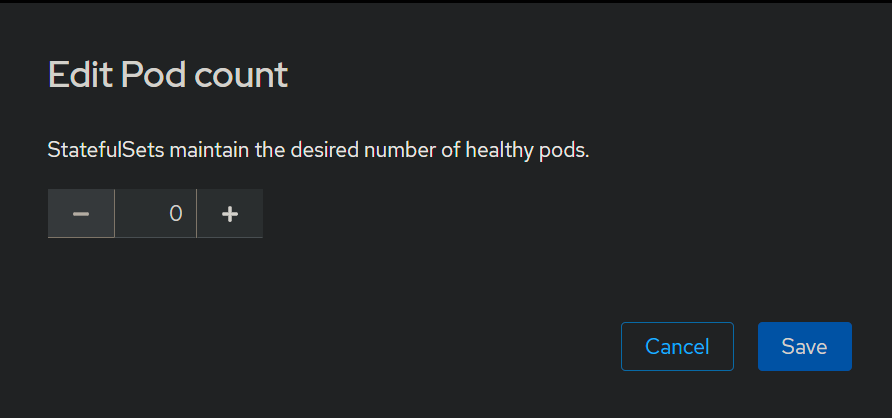 Edit Pod count
StatefulSets maintain the desired number of healthy pods.
− 0 +
Cancel Save